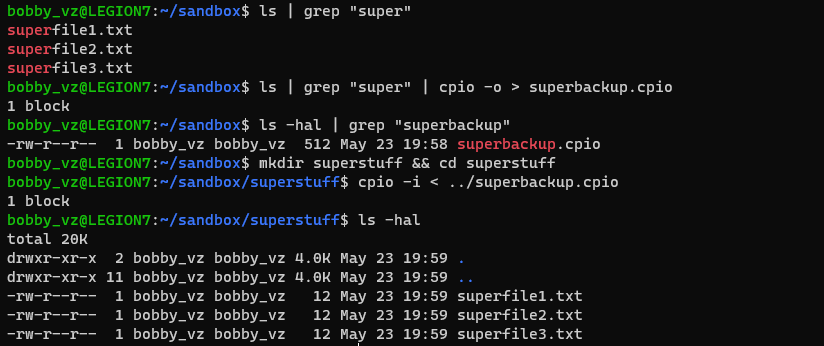 bobby_vz@LEGION7:~/sandbox$ ls | grep "super"
superfile1.txt
superfile2.txt
superfile3.txt
bobby_vz@LEGION7:~/sandbox$ ls | grep "super" | cpio -o > superbackup.cpio
1 block
bobby_vz@LEGION7:~/sandbox$ ls -hal | grep "superbackup"
-rw-r--r--  1 bobby_vz bobby_vz  512 May 23 19:58 superbackup.cpio
bobby_vz@LEGION7:~/sandbox$ mkdir superstuff && cd superstuff
bobby_vz@LEGION7:~/sandbox/superstuff$ cpio -i < ../superbackup.cpio
1 block
bobby_vz@LEGION7:~/sandbox/superstuff$ ls -hal
total 20K
drwxr-xr-x  2 bobby_vz bobby_vz 4.0K May 23 19:59 .
drwxr-xr-x 11 bobby_vz bobby_vz 4.0K May 23 19:59 ..
-rw-r--r--  1 bobby_vz bobby_vz   12 May 23 19:59 superfile1.txt
-rw-r--r--  1 bobby_vz bobby_vz   12 May 23 19:59 superfile2.txt
-rw-r--r--  1 bobby_vz bobby_vz   12 May 23 19:59 superfile3.txt